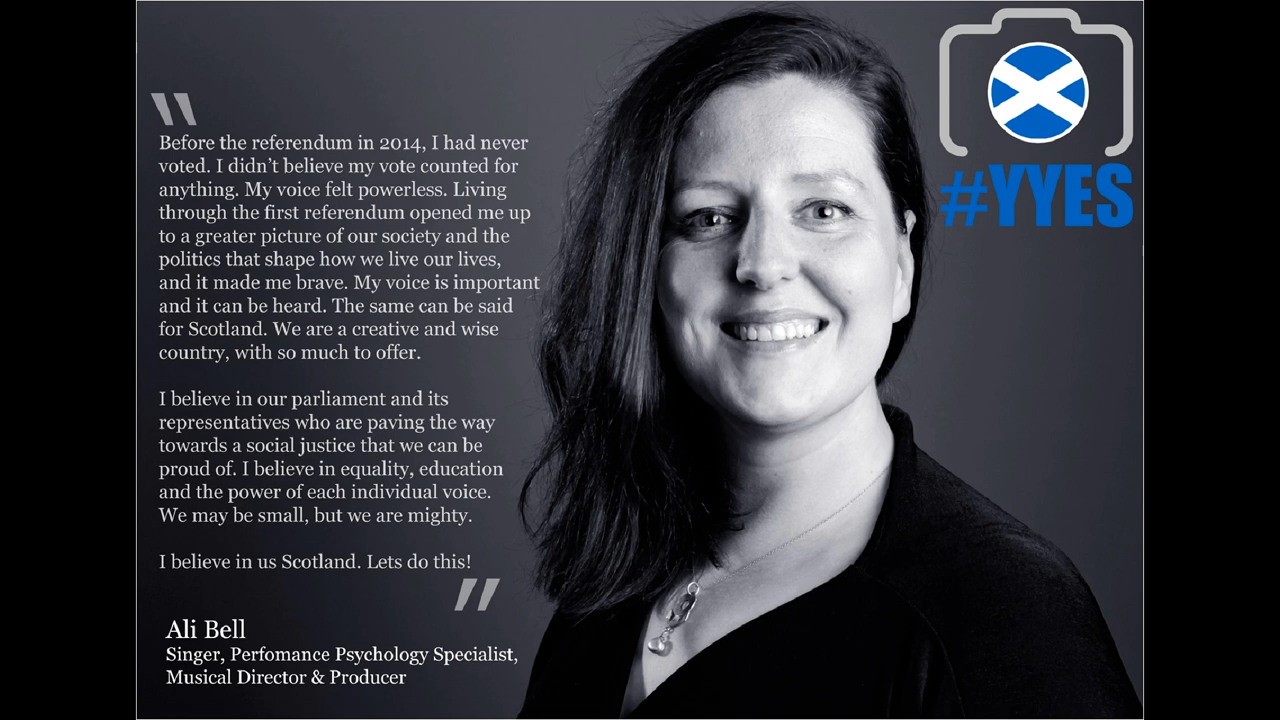 Before the referendum in 2014, I had never
voted. I didn't believe my vote counted for
anything. My voice felt powerless. Living
through the first referendum opened me up
to a greater picture of our society and the
politics that shape how we live our lives,
and it made me brave. My voice is important
and it can be heard. The same can be said
for Scotland. We are a creative and wise
country, with so much to offer.
I believe in our parliament and its
representatives who are paving the way
towards a social justice that we can be
proud of. I believe in equality, education
and the power of each individual voice.
We may be small, but we are mighty.
I believe in us Scotland. Lets do this!
"
Ali Bell
Singer, Perfomance Psychology Specialist,
Musical Director & Producer
#YYES